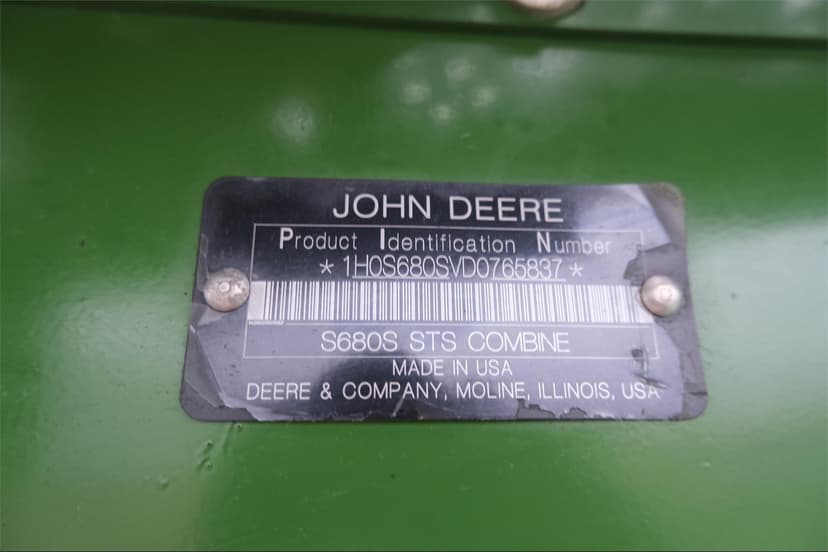 JOHN DEERE
Product Identification Number
*1H0S680SVD0765837*
S680S STS COMBINE
MADE IN USA
DEERE & COMPANY, MOLINE, ILLINOIS, USA